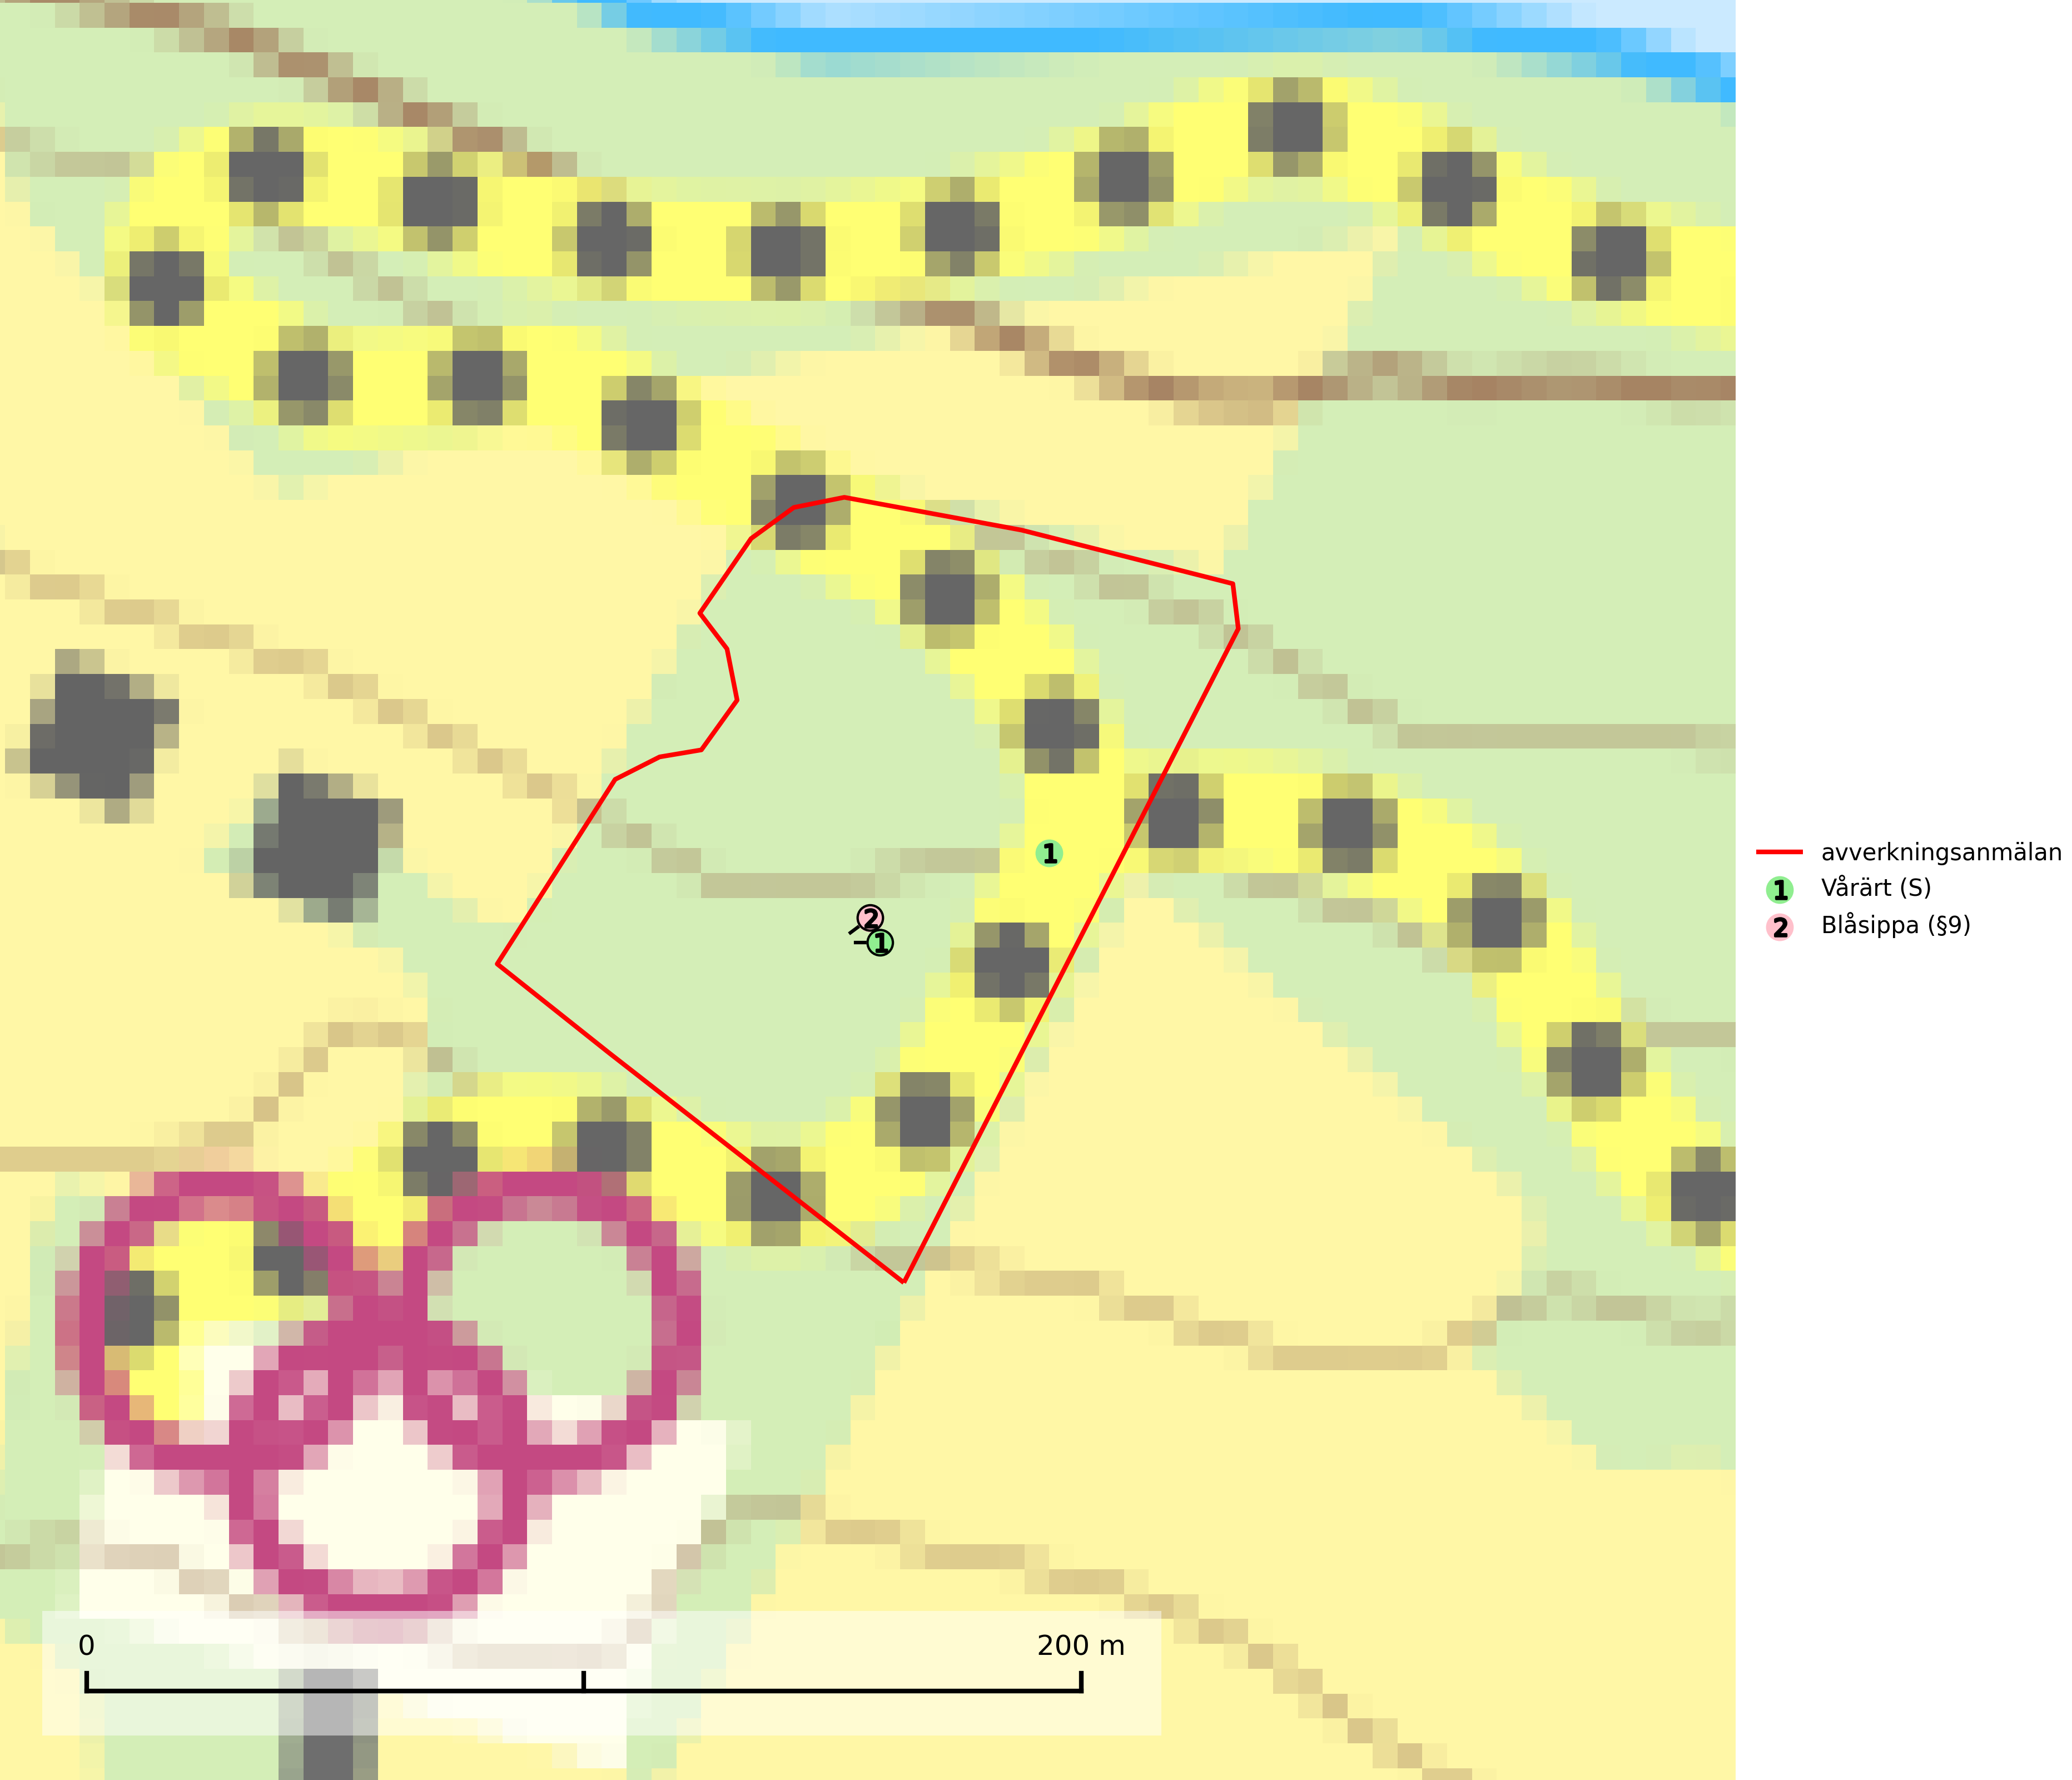 1
2
1
avverkningsanmälan
1 Vårärt (S)
2 Blåsippa (§9)
0 200 m